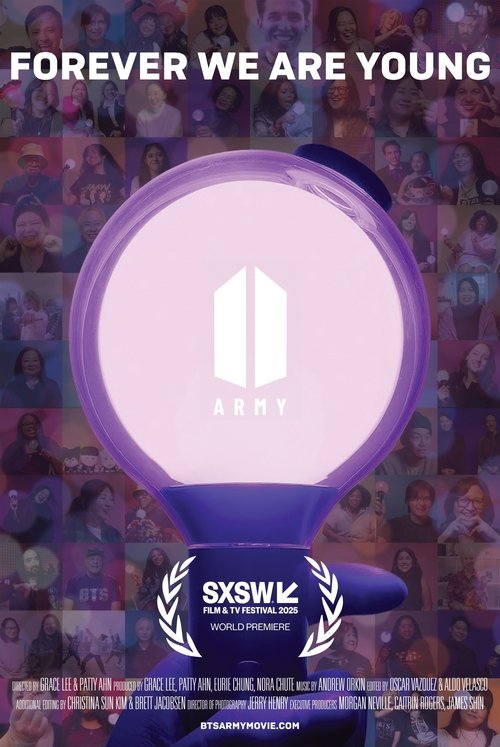 FOREVER WE ARE YOUNG
ARMY
BTS
SXSW
FILM & TV FESTIVAL 2025
WORLD PREMIERE
DIRECTED BY GRACE LEE & PATTY AHN PRODUCED BY GRACE LEE, PATTY AHN, EURIE CHUNG, NORA CHUTE MUSIC BY ANDREW ORKIN EDITED BY OSCAR VAZQUEZ & ALDO VELASCO
ADDITIONAL EDITING BY CHRISTINA SUN KIM & BRETT JACOBSEN DIRECTOR OF PHOTOGRAPHY JERRY HENRY EXECUTIVE PRODUCERS MORGAN NEVILLE, CAITRIN ROGERS, JAMES SHIN
BTSARMYMOVIE.COM